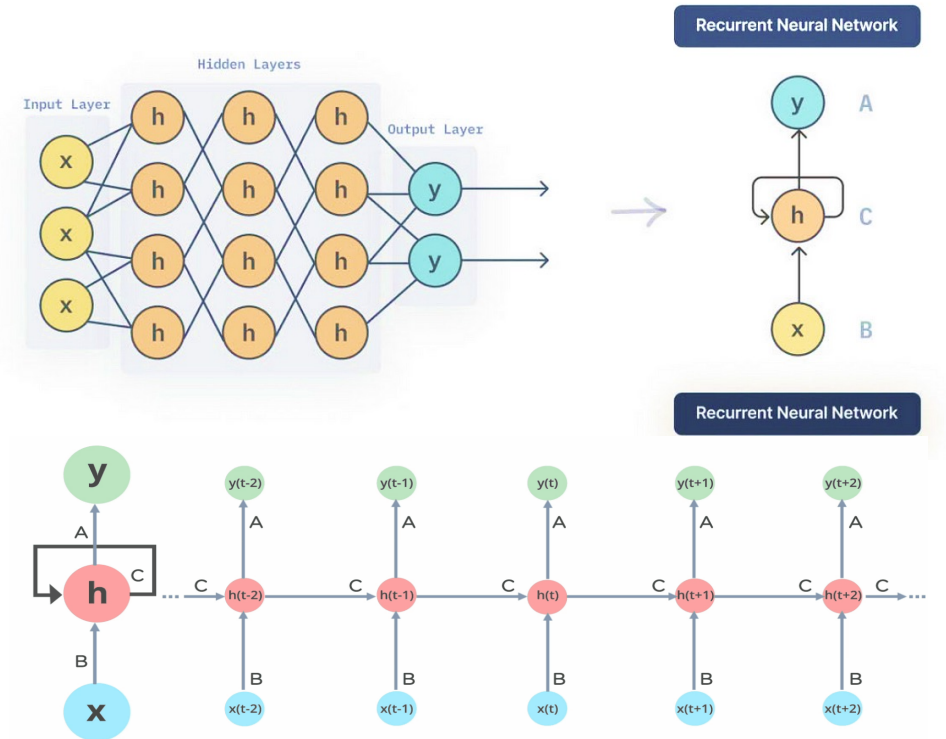 Recurrent Neural Network
Hidden Layers
Input Layer
Output Layer
x
x
x
h
h
h
h
h
h
h
h
h
h
h
h
y
y
y
A
h
C
x
B
Recurrent Neural Network
y
A
C
h
B
x
y(t-2)
y(t-1)
y(t)
y(t+1)
y(t+2)
A
A
A
A
A
C
C
C
C
C
C
h(t-2)
h(t-1)
h(t)
h(t+1)
h(t+2)
B
B
B
B
B
x(t-2)
x(t-1)
x(t)
x(t+1)
x(t+2)